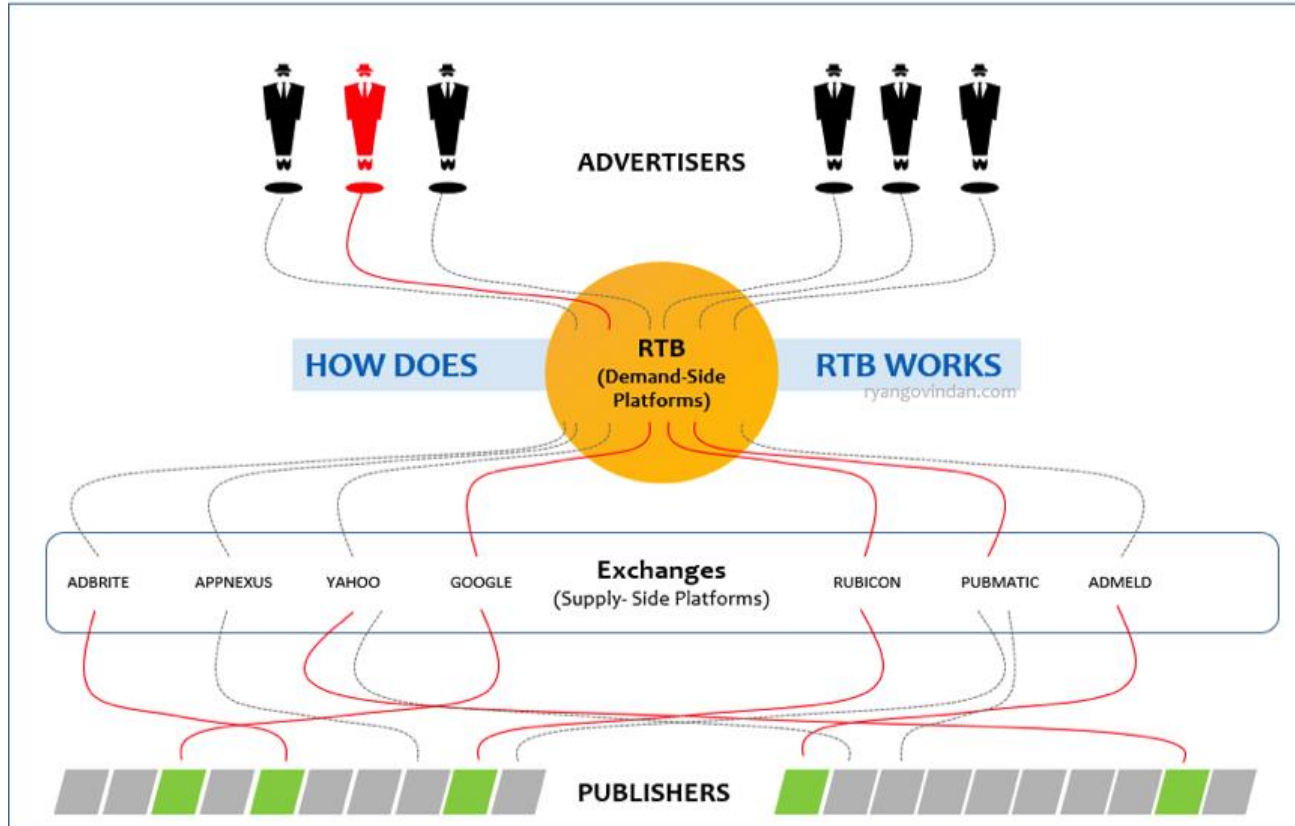 ADVERTISERS
HOW DOES
RTB
(Demand-Side
Platforms)
RTB WORKS
ryangovindan.com
ADBRITE
APPNEXUS
YAHOO
GOOGLE
Exchanges
(Supply- Side Platforms)
RUBICON
PUBMATIC
ADMELD
PUBLISHERS